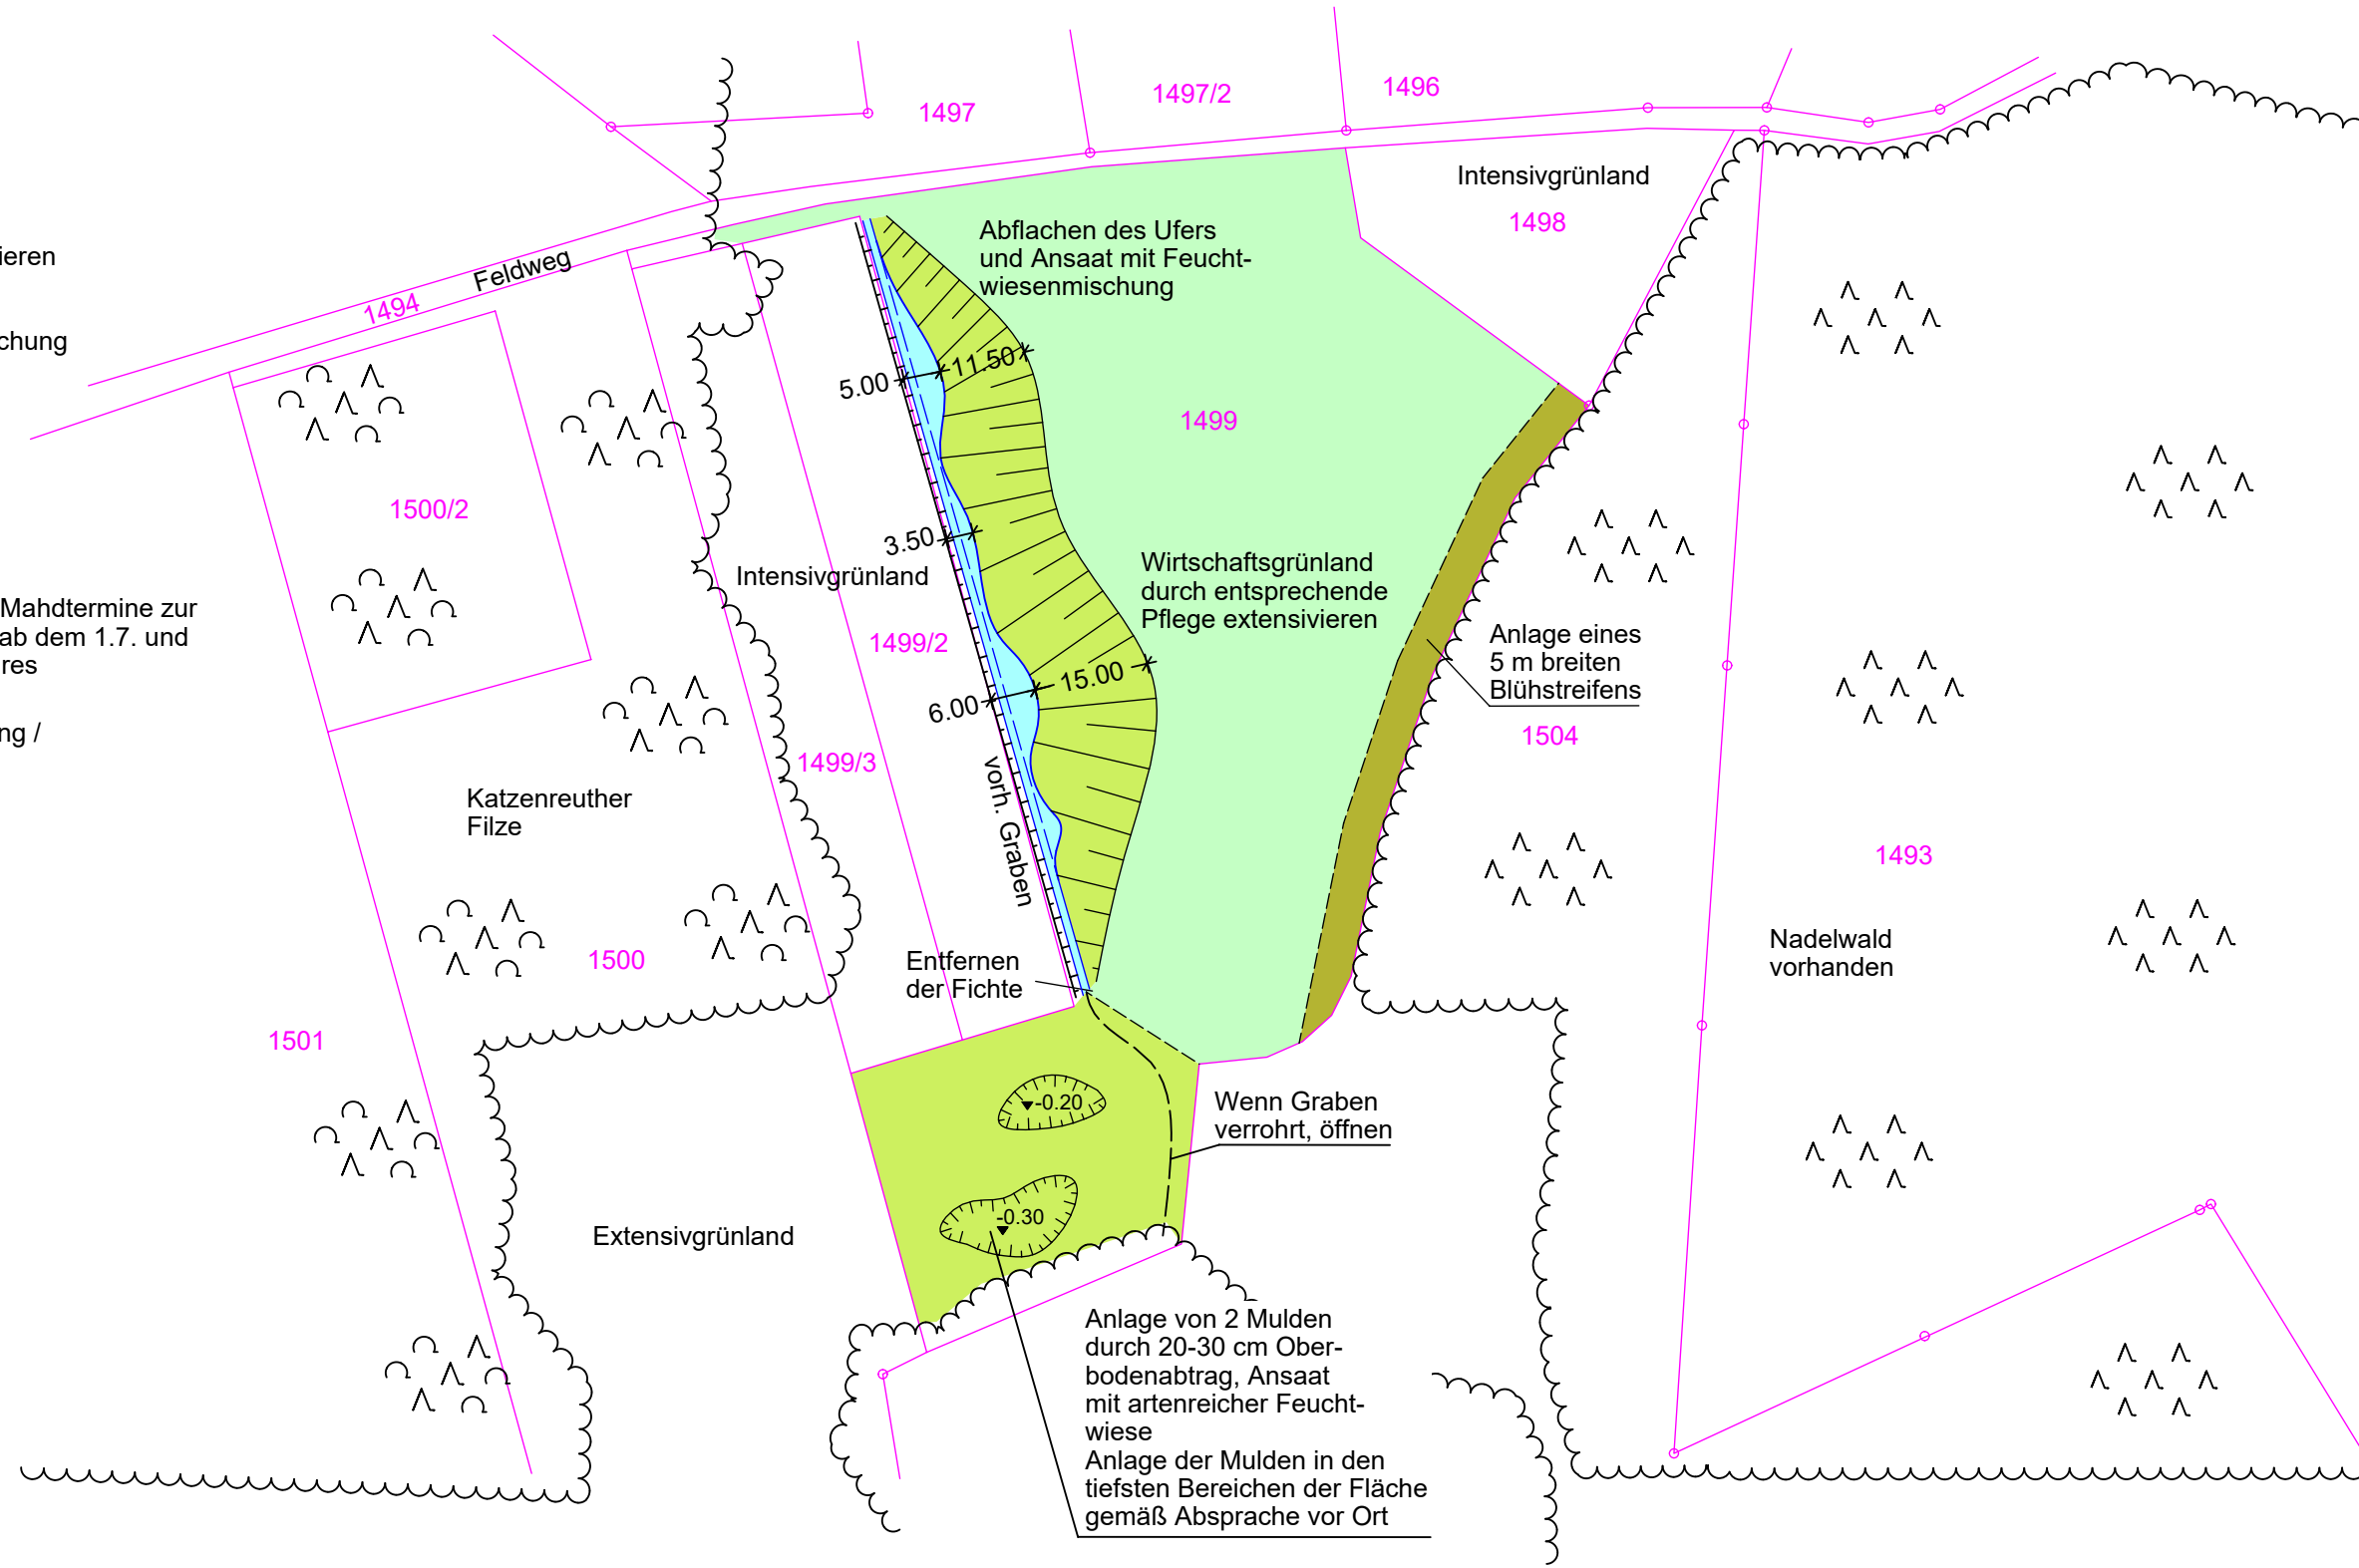 1497
1497/2
1496
Intensivgrünland
1498
ieren
chung
Feldweg
1494
Abflachen des Ufers
und Ansaat mit Feucht-
wiesenmischung
5.00
11.50
1499
1500/2
3.50
Intensivgrünland
1499/2
Wirtschaftsgrünland
durch entsprechende
Pflege extensivieren
Mahdtermine zur
ab dem 1.7. und
res
ng /
Anlage eines
5 m breiten
Blühstreifens
15.00
6.00
1504
1499/3
vorh. Graben
Katzenreuther
Filze
1493
Nadelwald
vorhanden
1500
Entfernen
der Fichte
1501
-0.20
Wenn Graben
verrohrt, öffnen
-0.30
Extensivgrünland
Anlage von 2 Mulden
durch 20-30 cm Ober-
bodenabtrag, Ansaat
mit artenreicher Feucht-
wiese
Anlage der Mulden in den
tiefsten Bereichen der Fläche
gemäß Absprache vor Ort